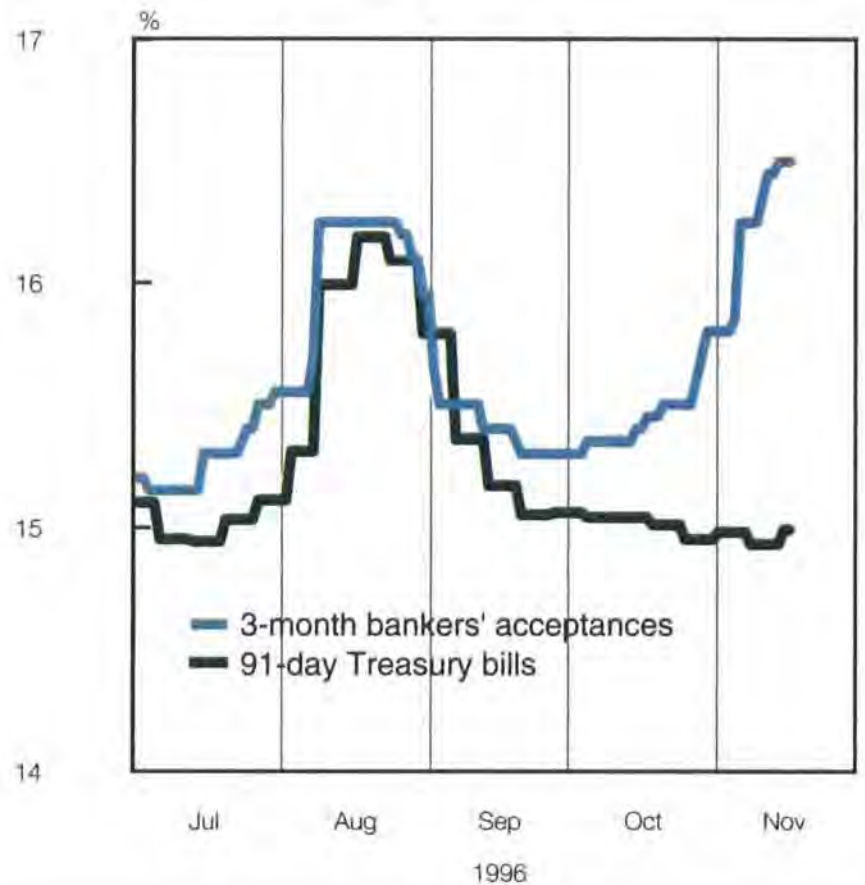 %
17
16
15
3-month bankers' acceptances
91-day Treasury bills
14
Jul Aug Sep Oct Nov
1996